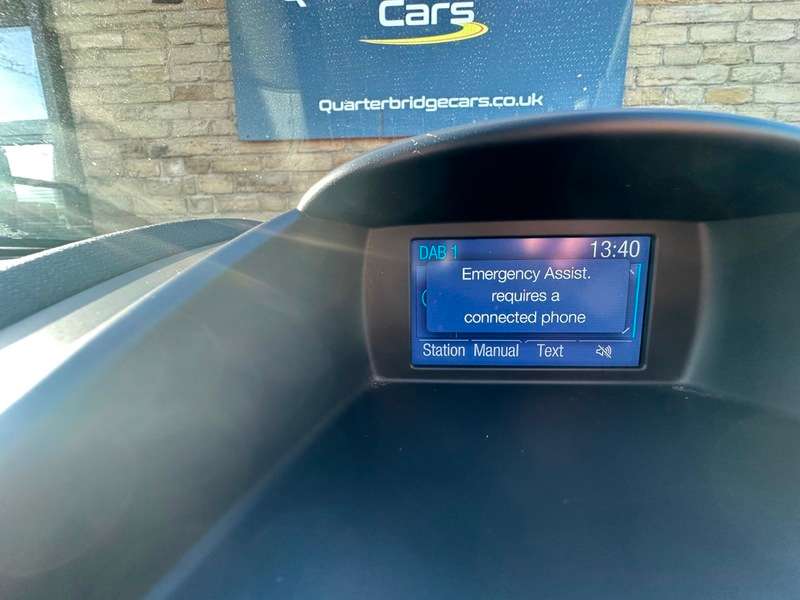 Cars
Quarterbridgecars.co.uk
DAB 1 13:40
Emergency Assist.
requires a
connected phone
Station Manual Text